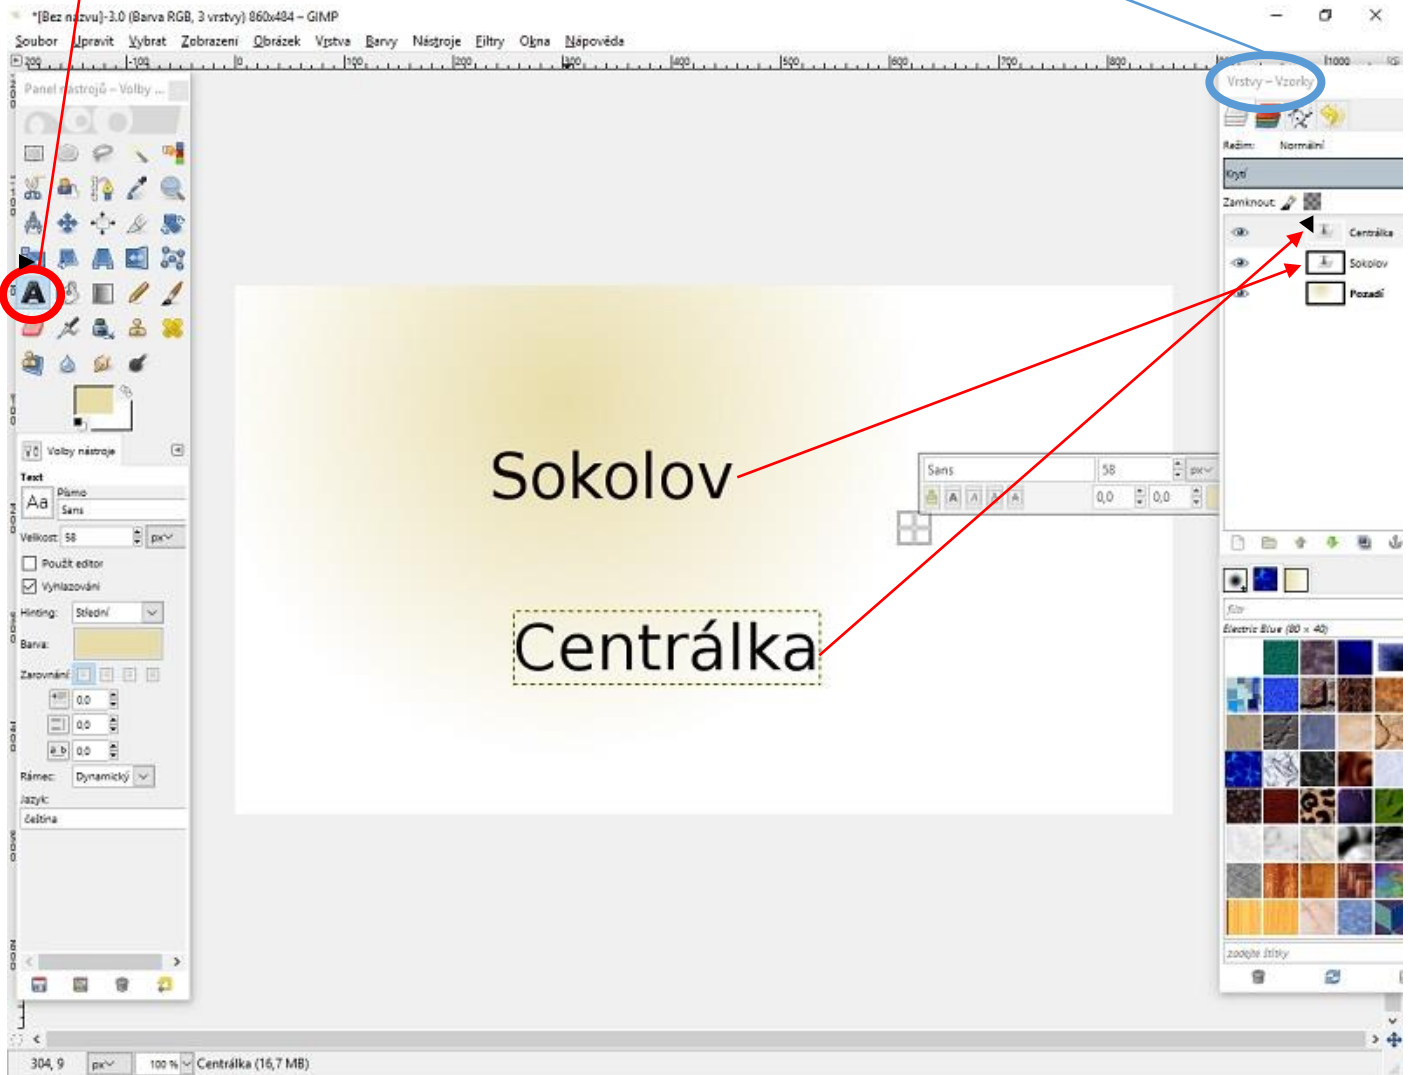 *[Bez názvu]-3.0 (Barva RGB, 3 vrstvy) 860x484 – GIMP
Soubor Upravit Vybrat Zobrazení Obrázek Vrstva Barvy Nástroje Filtry Okna Nápověda
Panel nástrojů – Volby ...
Vrstvy – Vzorky
Režim: Normální
Krytí
Zamknout:
Centrálka
Sokolov
Pozadí
Volby nástroje
Text
Aa
Písmo
Sans
Velikost: 58 px
Použít editor
Vyhlazování
Hinting: Střední
Barva:
Zarovnání:
0,0
0,0
0,0
Rámec: Dynamický
Jazyk:
čeština
Sokolov
Centrálka
Sans 58 px
0,0 0,0
filtr
Electric Blue (80 × 40)
zadejte štítky
304, 9 px 100 % Centrálka (16,7 MB)